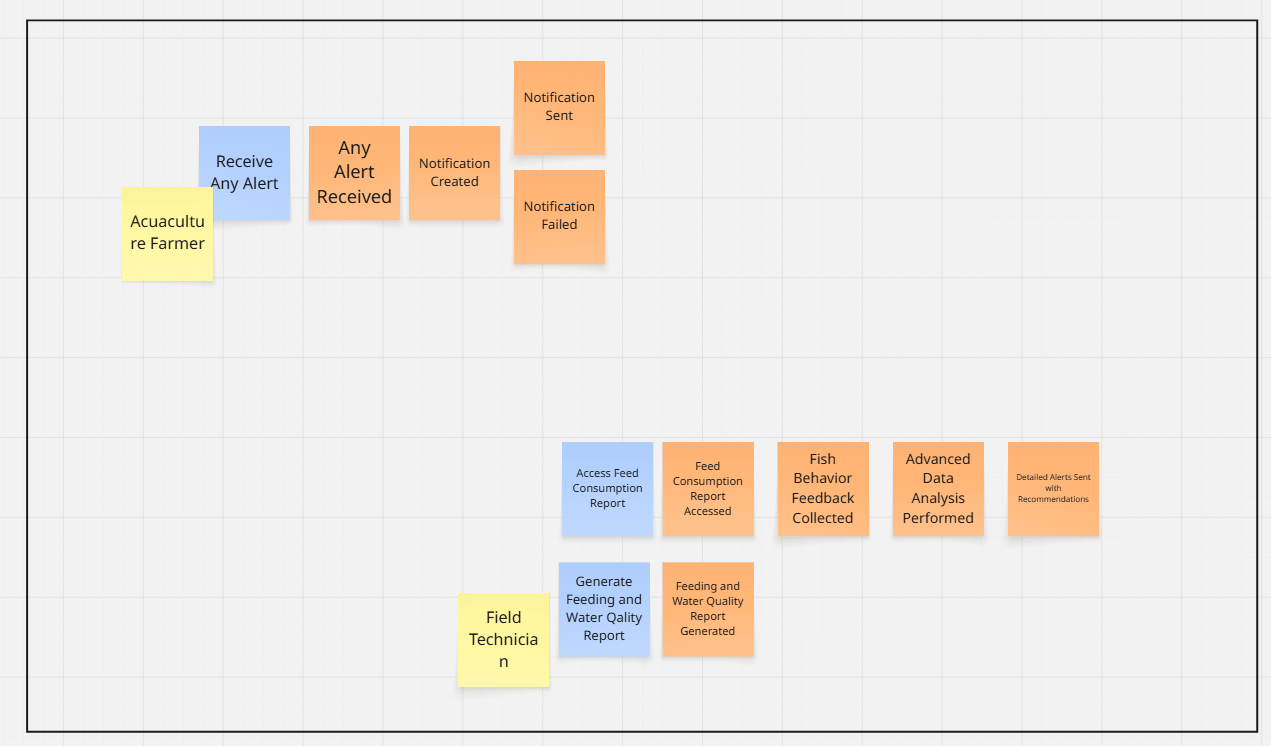 Notification
Sent
Receive
Any Alert
Any
Alert
Received
Notification
Created
Notification
Failed
Acuacultu
re Farmer
Access Feed
Consumption
Report
Feed
Consumption
Report
Accessed
Fish
Behavior
Feedback
Collected
Advanced
Data
Analysis
Performed
Detailed Alerts Sent
with
Recommendations
Generate
Feeding and
Water Qality
Report
Feeding and
Water Quality
Report
Generated
Field
Technicia
n